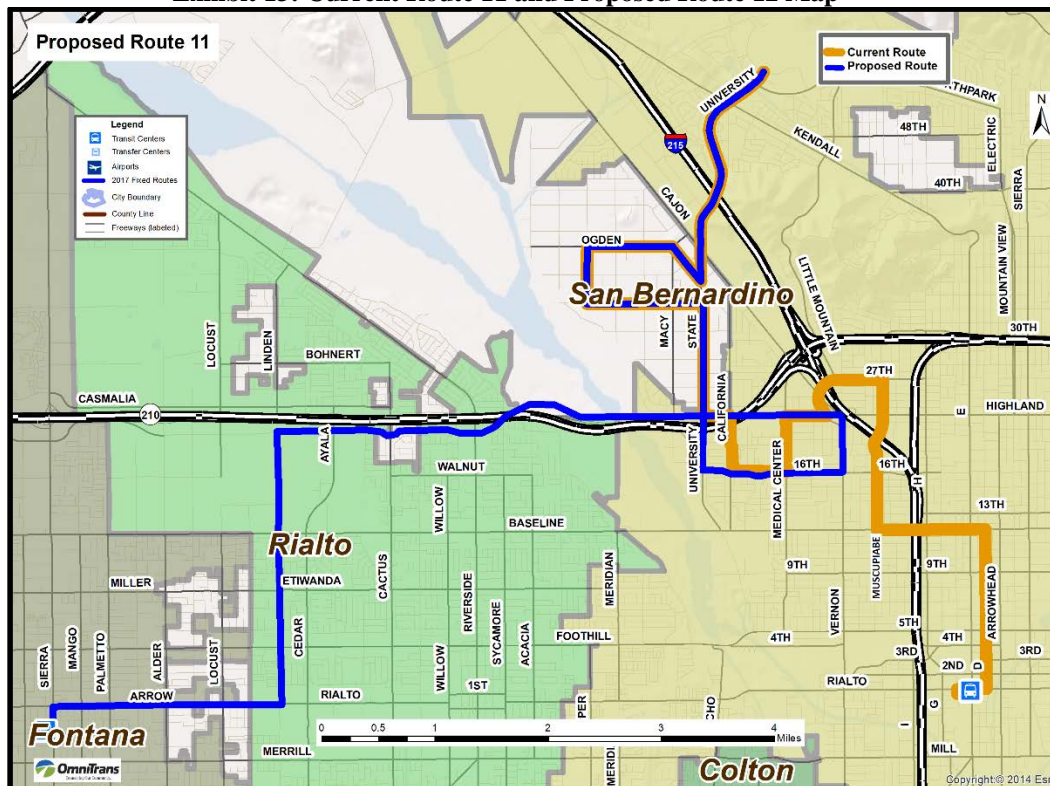 Proposed Route 11
Current Route
Proposed Route
Legend
Transit Centers
Transfer Centers
Airports
2017 Fixed Routes
City Boundary
County Line
Freeways (labeled)
N
UNIVERSITY
KENDALL
48TH
ELECTRIC
215
40TH
SIERRA
CAJON
OGDEN
LITTLE MOUNTAIN
MOUNTAIN VIEW
San Bernardino
LOCUST
LINDEN
MACY
STATE
30TH
BOHNERT
27TH
CASMALIA
210
CALIFORNIA
E
HIGHLAND
AYALA
WALNUT
UNIVERSITY
MEDICAL CENTER
16TH
16TH
H
WILLOW
BASELINE
13TH
Rialto
MILLER
ETIWANDA
CACTUS
MERIDIAN
9TH
MUSCUPIABE
9TH
ARROWHEAD
RIVERSIDE
SYCAMORE
ACACIA
FOOTHILL
4TH
VERNON
5TH
4TH
3RD
3RD
SIERRA
MANGO
PALMETTO
ALDER
LOCUST
CEDAR
WILLOW
1ST
2ND
D
ARROW
RIALTO
RIALTO
G
I
Fontana
MERRILL
0 0.5 1 2 3 4
Miles
MILL
Colton
OmniTrans
Copyright:© 2014 Esri